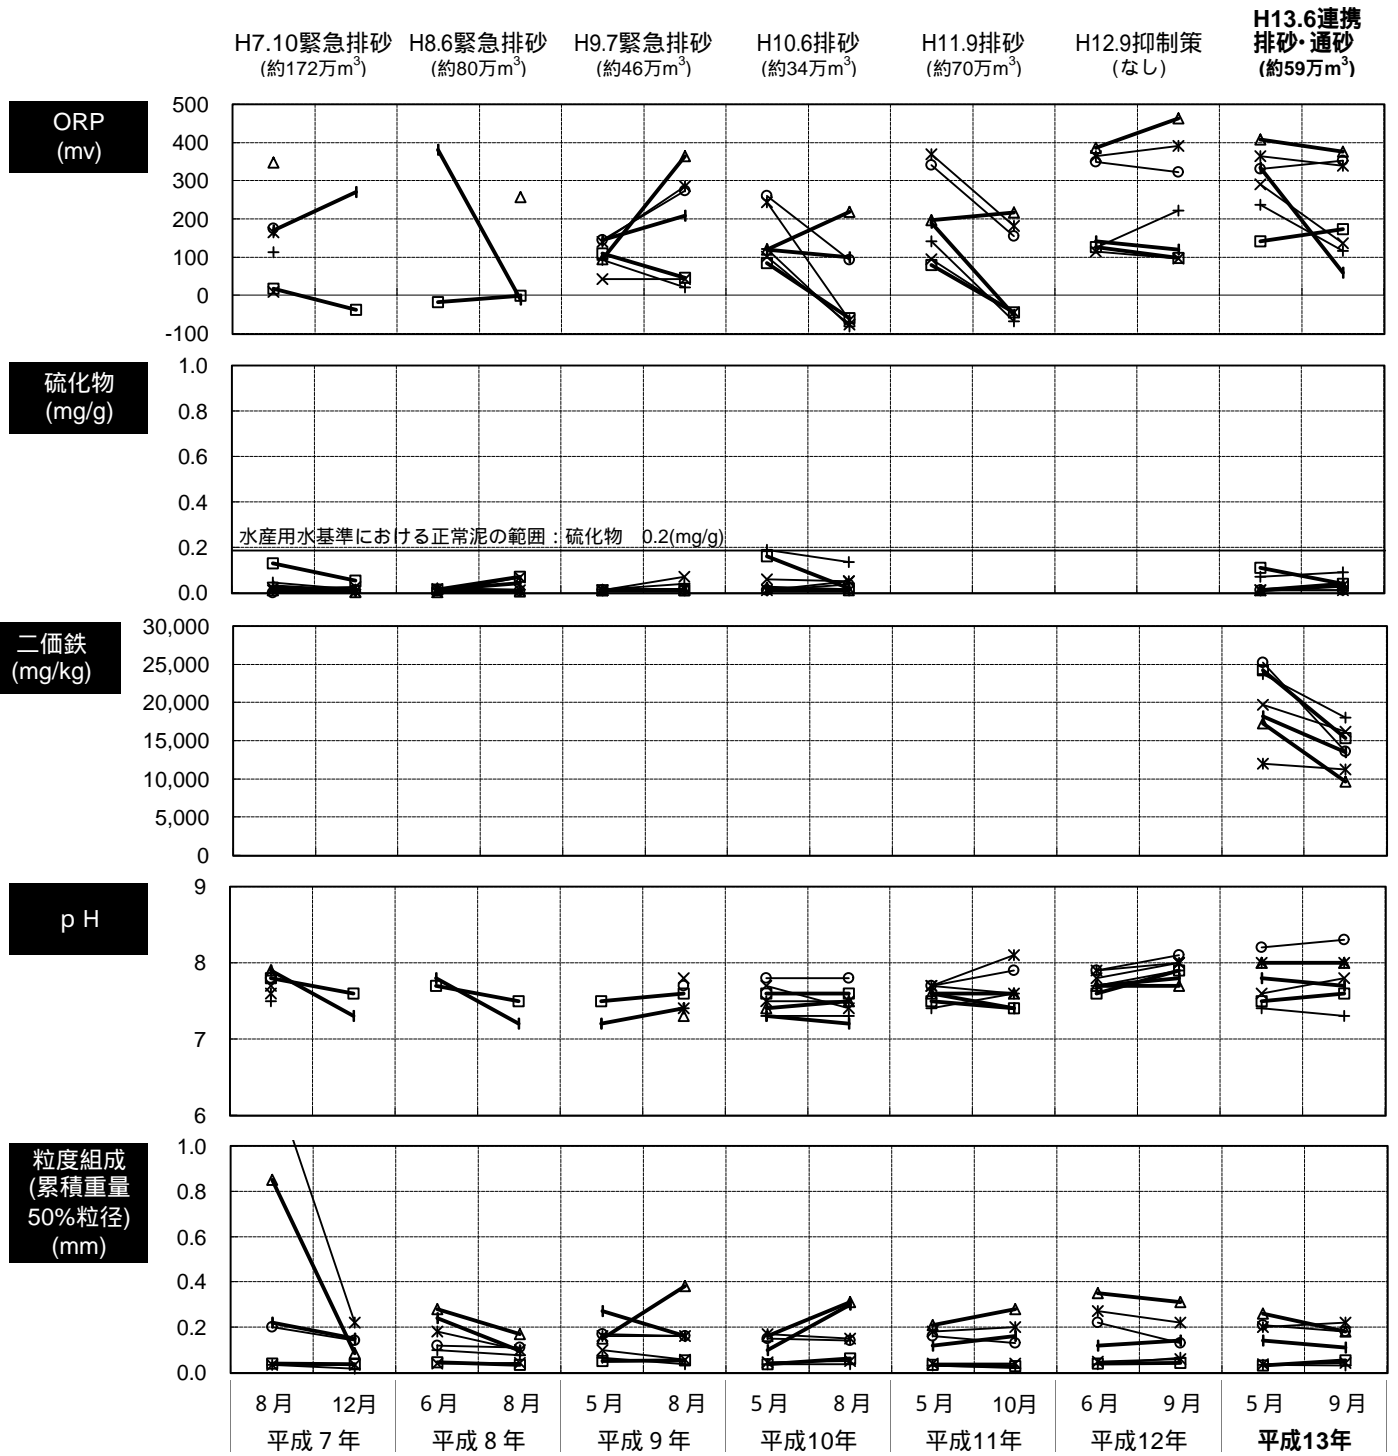 H7.10緊急排砂 H8.6緊急排砂 H9.7緊急排砂 H10.6排砂 H11.9排砂 H12.9抑制策 H13.6連携
排砂・通砂
(約172万m³) (約80万m³) (約46万m³) (約34万m³) (約70万m³) (なし) (約59万m³)
ORP
(mv)
500
400
300
200
100
0
-100
硫化物
(mg/g)
1.0
0.8
0.6
0.4
水産用水基準における正常泥の範囲：硫化物 0.2(mg/g)
0.2
0.0
二価鉄
(mg/kg)
30,000
25,000
20,000
15,000
10,000
5,000
0
ｐＨ
9
8
7
6
粒度組成
(累積重量
50%粒径)
(mm)
1.0
0.8
0.6
0.4
0.2
0.0
8月 12月 6月 8月 5月 8月 5月 8月 5月 10月 6月 9月 5月 9月
平成7年 平成8年 平成9年 平成10年 平成11年 平成12年 平成13年